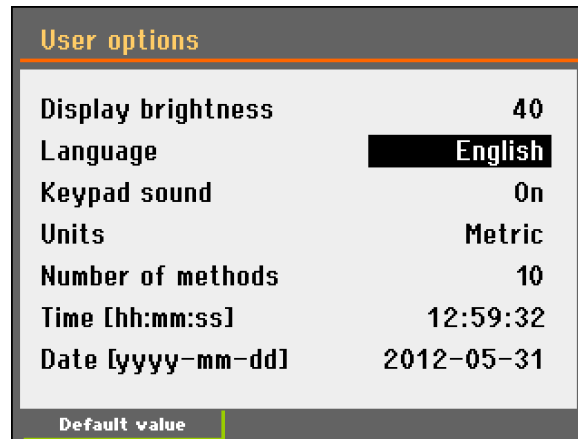 User options
Display brightness 40
Language English
Keypad sound On
Units Metric
Number of methods 10
Time [hh:mm:ss] 12:59:32
Date [yyyy-mm-dd] 2012-05-31
Default value